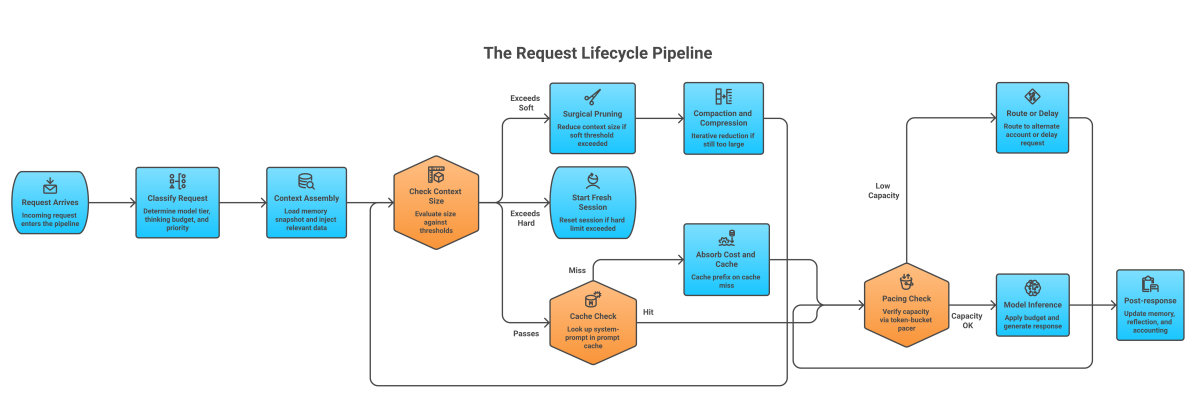 The Request Lifecycle Pipeline
Request Arrives
Incoming request
enters the pipeline
Classify Request
Determine model tier,
thinking budget, and
priority
Context Assembly
Load memory
snapshot and inject
relevant data
Check Context
Size
Evaluate size
against
thresholds
Exceeds
Soft
Surgical Pruning
Reduce context size if
soft threshold
exceeded
Compaction and
Compression
Iterative reduction if
still too large
Exceeds
Hard
Start Fresh
Session
Reset session if hard
limit exceeded
Passes
Cache Check
Look up system-
prompt in prompt
cache
Miss
Absorb Cost and
Cache
Cache prefix on cache
miss
Hit
Pacing Check
Verify capacity
via token-bucket
pacer
Low
Capacity
Route or Delay
Route to alternate
account or delay
request
Capacity
OK
Model Inference
Apply budget and
generate response
Post-response
Update memory,
reflection, and
accounting